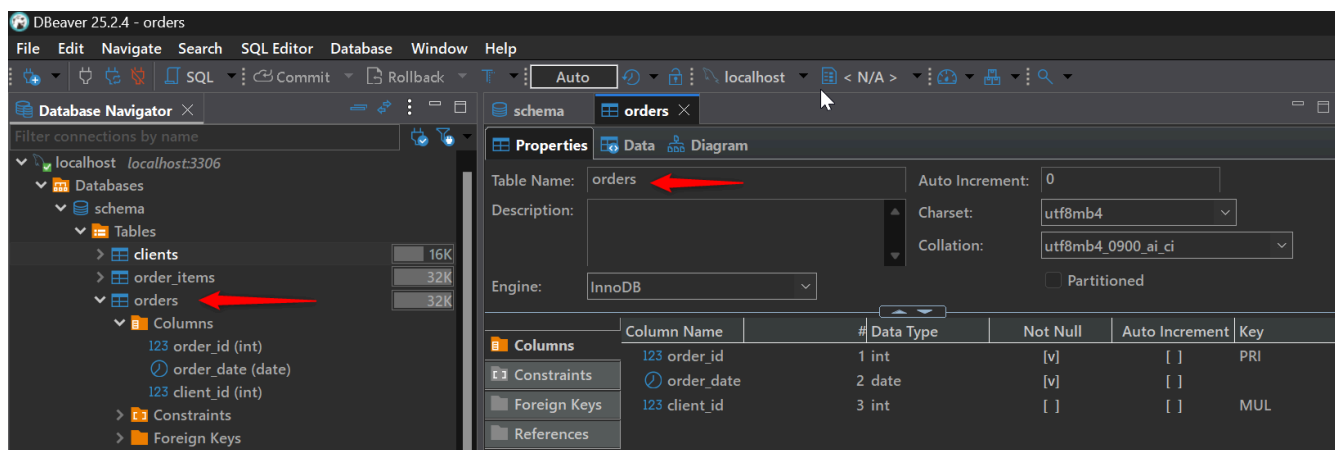 DBeaver 25.2.4 - orders
File Edit Navigate Search SQL Editor Database Window Help
SQL Commit Rollback Auto localhost < N/A >
Database Navigator
Filter connections by name
localhost localhost:3306
Databases
schema
Tables
clients 16K
order_items 32K
orders 32K
Columns
123 order_id (int)
order_date (date)
123 client_id (int)
Constraints
Foreign Keys
schema orders
Properties Data Diagram
Table Name: orders Auto Increment: 0
Description: Charset: utf8mb4
Collation: utf8mb4_0900_ai_ci
Engine: InnoDB Partitioned
Columns
Constraints
Foreign Keys
References
Column Name # Data Type Not Null Auto Increment Key
123 order_id 1 int [v] [ ] PRI
order_date 2 date [v] [ ]
123 client_id 3 int [ ] [ ] MUL